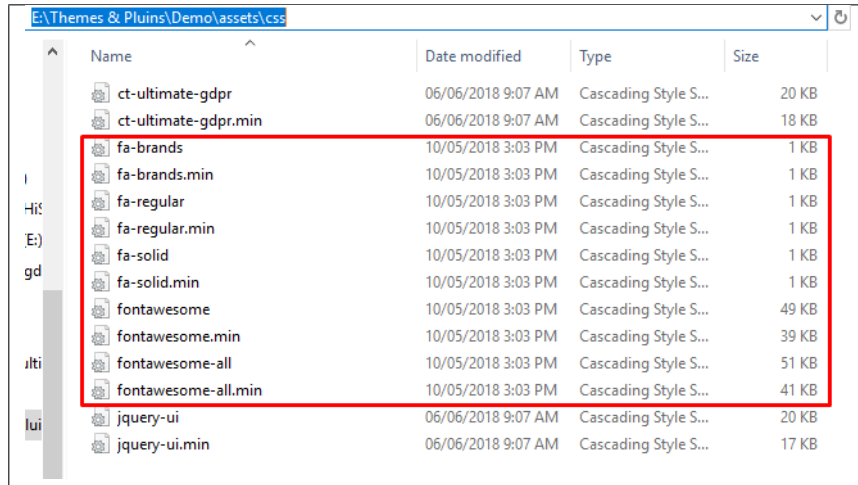 E:\Themes & Pluins\Demo\assets\css
Name Date modified Type Size
ct-ultimate-gdpr 06/06/2018 9:07 AM Cascading Style S... 20 KB
ct-ultimate-gdpr.min 06/06/2018 9:07 AM Cascading Style S... 18 KB
fa-brands 10/05/2018 3:03 PM Cascading Style S... 1 KB
fa-brands.min 10/05/2018 3:03 PM Cascading Style S... 1 KB
fa-regular 10/05/2018 3:03 PM Cascading Style S... 1 KB
fa-regular.min 10/05/2018 3:03 PM Cascading Style S... 1 KB
fa-solid 10/05/2018 3:03 PM Cascading Style S... 1 KB
fa-solid.min 10/05/2018 3:03 PM Cascading Style S... 1 KB
fontawesome 10/05/2018 3:03 PM Cascading Style S... 49 KB
fontawesome.min 10/05/2018 3:03 PM Cascading Style S... 39 KB
fontawesome-all 10/05/2018 3:03 PM Cascading Style S... 51 KB
fontawesome-all.min 10/05/2018 3:03 PM Cascading Style S... 41 KB
jquery-ui 06/06/2018 9:07 AM Cascading Style S... 20 KB
jquery-ui.min 06/06/2018 9:07 AM Cascading Style S... 17 KB
E:)
gd
ulti
lui